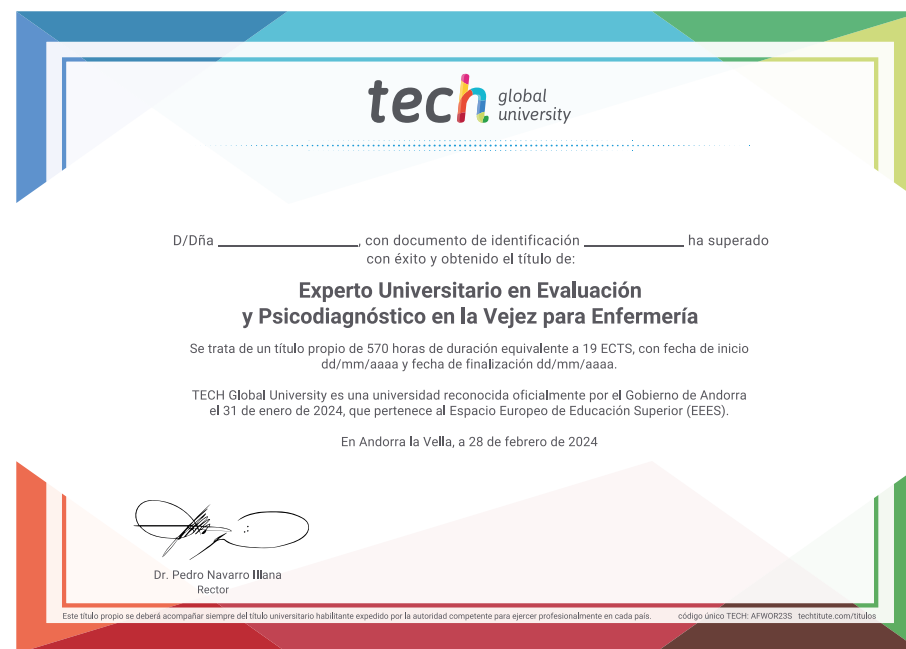 tech global university
D/Dña ____________________, con documento de identificación ______________ ha superado
con éxito y obtenido el título de:
Experto Universitario en Evaluación
y Psicodiagnóstico en la Vejez para Enfermería
Se trata de un título propio de 570 horas de duración equivalente a 19 ECTS, con fecha de inicio
dd/mm/aaaa y fecha de finalización dd/mm/aaaa.
TECH Global University es una universidad reconocida oficialmente por el Gobierno de Andorra
el 31 de enero de 2024, que pertenece al Espacio Europeo de Educación Superior (EEES).
En Andorra la Vella, a 28 de febrero de 2024
Dr. Pedro Navarro Illana
Rector
Este título propio se deberá acompañar siempre del título universitario habilitante expedido por la autoridad competente para ejercer profesionalmente en cada país. código único TECH: AFWOR23S techtitute.com/titulos